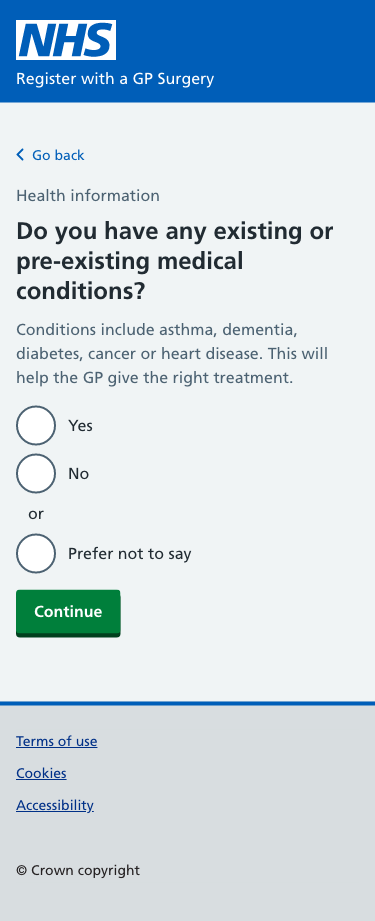 NHS
Register with a GP Surgery
Go back
Health information
Do you have any existing or
pre-existing medical
conditions?
Conditions include asthma, dementia,
diabetes, cancer or heart disease. This will
help the GP give the right treatment.
Yes
No
or
Prefer not to say
Continue
Terms of use
Cookies
Accessibility
© Crown copyright